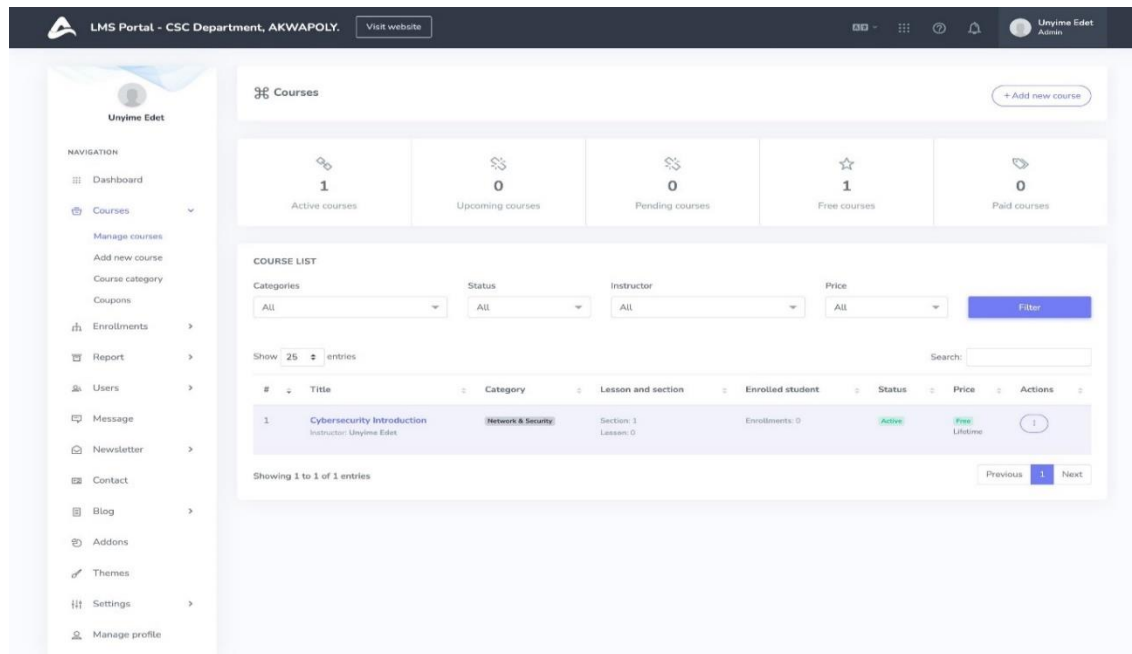 LMS Portal - CSC Department, AKWAPOLY. Visit website
Unyime Edet
Admin
Unyime Edet
NAVIGATION
Dashboard
Courses
Manage courses
Add new course
Course category
Coupons
Enrollments
Report
Users
Message
Newsletter
Contact
Blog
Addons
Themes
Settings
Manage profile
Courses
+ Add new course
1
Active courses
0
Upcoming courses
0
Pending courses
1
Free courses
0
Paid courses
COURSE LIST
Categories Status Instructor Price
All All All All Filter
Show 25 entries Search:
# Title Category Lesson and section Enrolled student Status Price Actions
1 Cybersecurity Introduction Network & Security Section: 1 Enrollments: 0 Active Free
Instructor: Unyime Edet Lesson: 0 Lifetime
Showing 1 to 1 of 1 entries Previous 1 Next